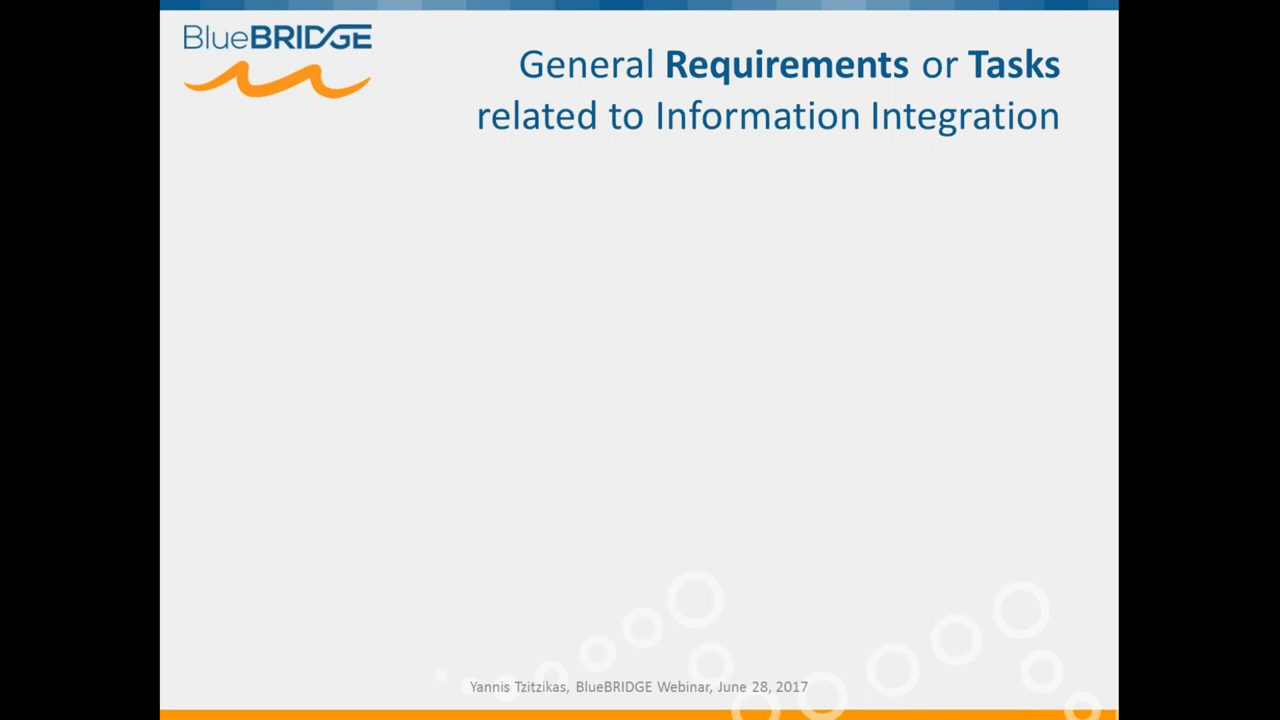 BlueBRIDGE
General Requirements or Tasks
related to Information Integration
Yannis Tzitzikas, BlueBRIDGE Webinar, June 28, 2017